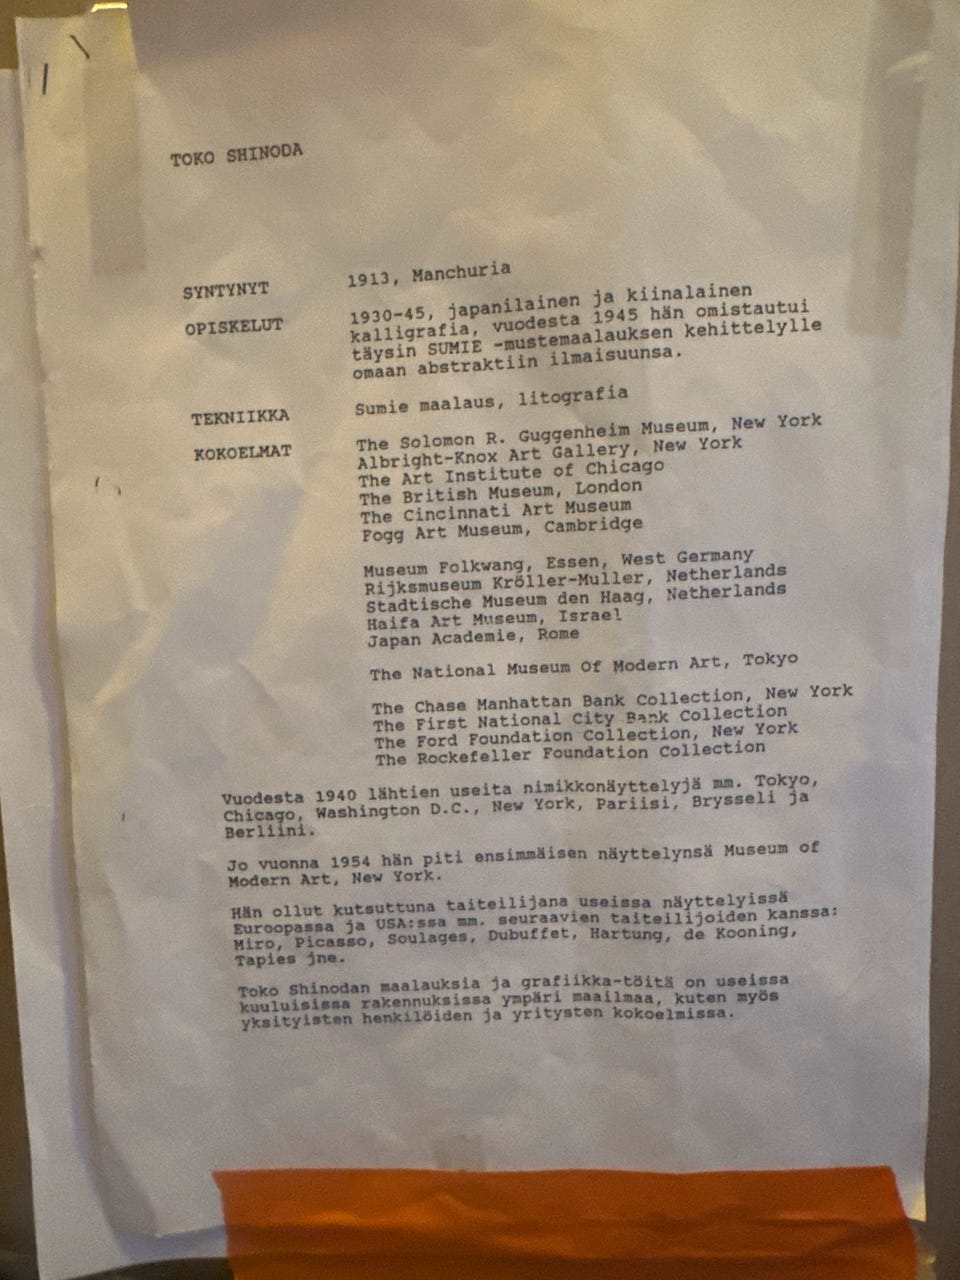 TOKO SHINODA
SYNTYNYT 1913, Manchuria
OPISKELUT 1930-45, japanilainen ja kiinalainen
kalligrafia, vuodesta 1945 hän omistautui
täysin SUMIE -mustemaalauksen kehittelylle
omaan abstraktiin ilmaisuunsa.
TEKNIIKKA Sumie maalaus, litografia
KOKOELMAT The Solomon R. Guggenheim Museum, New York
Albright-Knox Art Gallery, New York
The Art Institute of Chicago
The British Museum, London
The Cincinnati Art Museum
Fogg Art Museum, Cambridge
Museum Folkwang, Essen, West Germany
Rijksmuseum Kröller-Muller, Netherlands
Stadtische Museum den Haag, Netherlands
Haifa Art Museum, Israel
Japan Academie, Rome
The National Museum Of Modern Art, Tokyo
The Chase Manhattan Bank Collection, New York
The First National City Bank Collection
The Ford Foundation Collection, New York
The Rockefeller Foundation Collection
Vuodesta 1940 lähtien useita nimikkonäyttelyjä mm. Tokyo,
Chicago, Washington D.C., New York, Pariisi, Brysseli ja
Berliini.
Jo vuonna 1954 hän piti ensimmäisen näyttelynsä Museum of
Modern Art, New York.
Hän ollut kutsuttuna taiteilijana useissa näyttelyissä
Euroopassa ja USA:ssa mm. seuraavien taiteilijoiden kanssa:
Miro, Picasso, Soulages, Dubuffet, Hartung, de Kooning,
Tapies jne.
Toko Shinodan maalauksia ja grafiikka-töitä on useissa
kuuluisissa rakennuksissa ympäri maailmaa, kuten myös
yksityisten henkilöiden ja yritysten kokoelmissa.